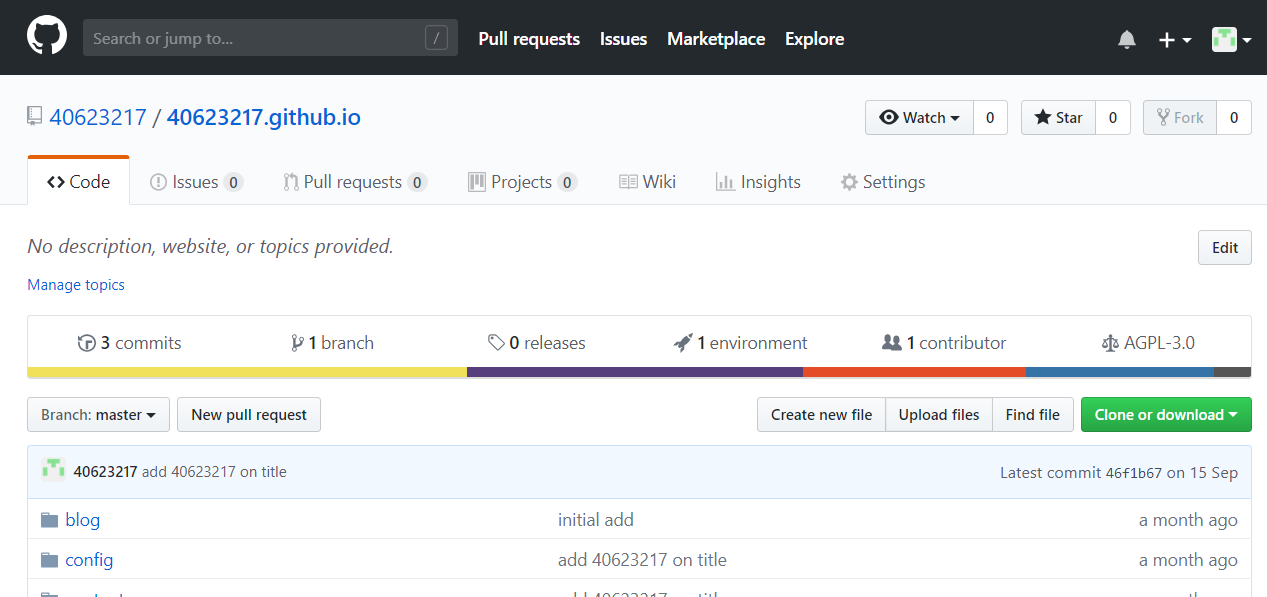 Search or jump to... /
Pull requests Issues Marketplace Explore
40623217 / 40623217.github.io
Watch 0 Star 0 Fork 0
Code Issues 0 Pull requests 0 Projects 0 Wiki Insights Settings
No description, website, or topics provided.
Edit
Manage topics
3 commits 1 branch 0 releases 1 environment 1 contributor AGPL-3.0
Branch: master New pull request Create new file Upload files Find file Clone or download
40623217 add 40623217 on title Latest commit 46f1b67 on 15 Sep
blog initial add a month ago
config add 40623217 on title a month ago